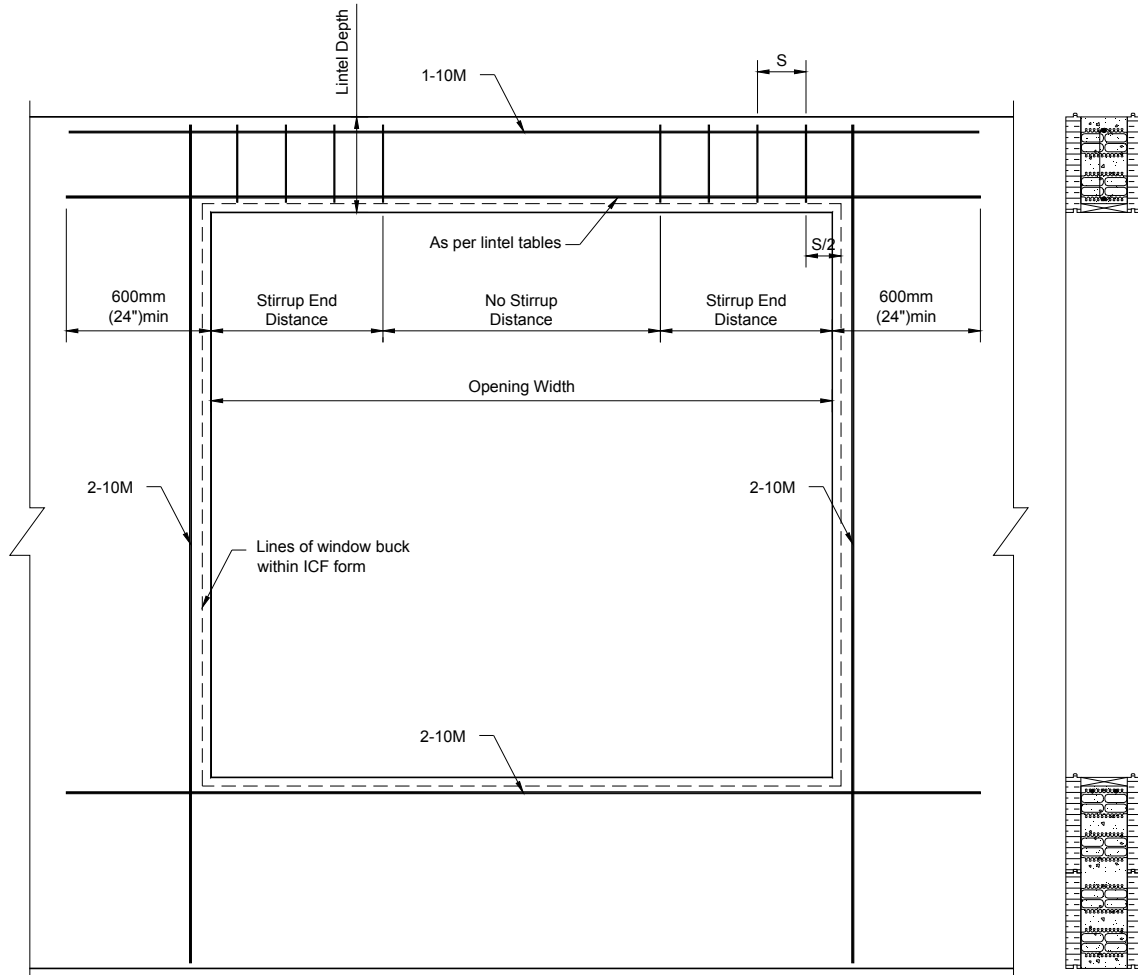 Lintel Depth
S
1-10M
As per lintel tables
S/2
600mm
(24")min
Stirrup End
Distance
No Stirrup
Distance
Stirrup End
Distance
600mm
(24")min
Opening Width
2-10M
2-10M
Lines of window buck
within ICF form
2-10M